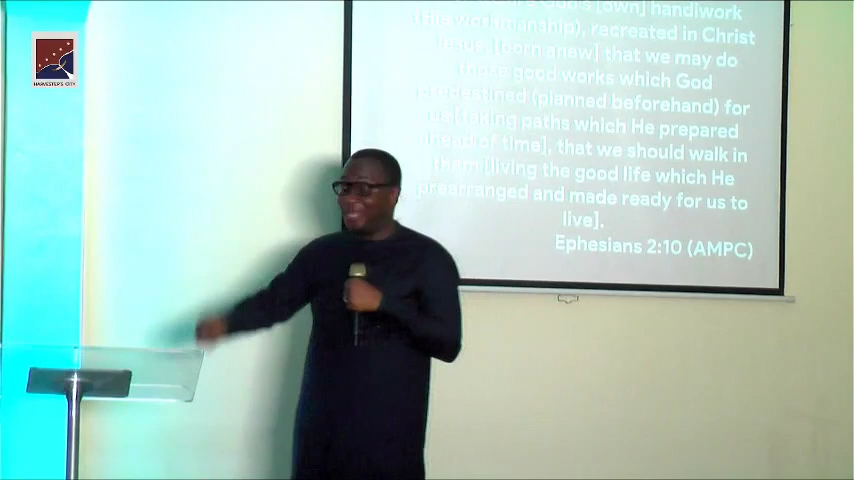 HARVESTER'S CITY
God's [own] handiwork
(His workmanship), recreated in Christ
Jesus, [born anew] that we may do
those good works which God
predestined (planned beforehand) for
us [taking paths which He prepared
ahead of time], that we should walk in
them [living the good life which He
prearranged and made ready for us to
live].
Ephesians 2:10 (AMPC)